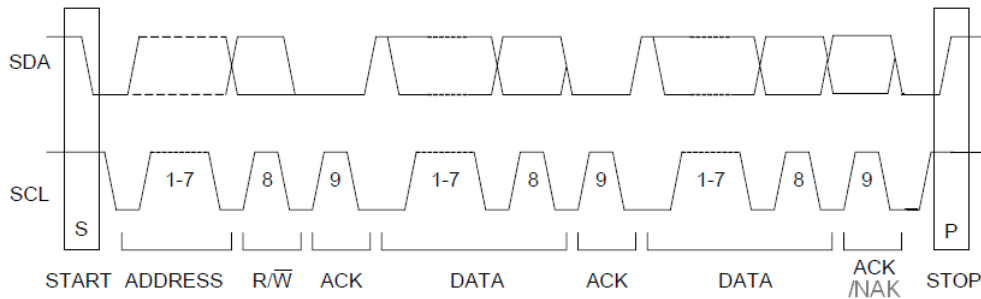 SDA
SCL
1-7 8 9 1-7 8 9 1-7 8 9
S P
START ADDRESS R/W̅ ACK DATA ACK DATA ACK
/NAK STOP